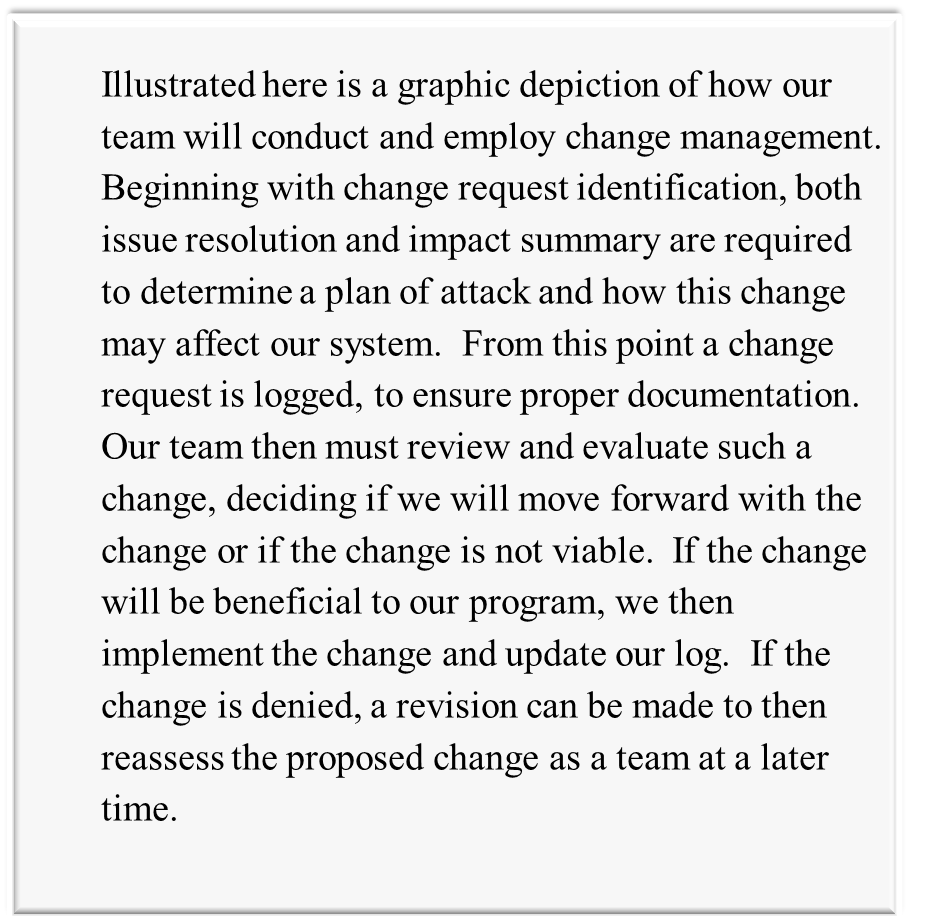 Illustrated here is a graphic depiction of how our
team will conduct and employ change management.
Beginning with change request identification, both
issue resolution and impact summary are required
to determine a plan of attack and how this change
may affect our system.  From this point a change
request is logged, to ensure proper documentation.
Our team then must review and evaluate such a
change, deciding if we will move forward with the
change or if the change is not viable.  If the change
will be beneficial to our program, we then
implement the change and update our log.  If the
change is denied, a revision can be made to then
reassess the proposed change as a team at a later
time.